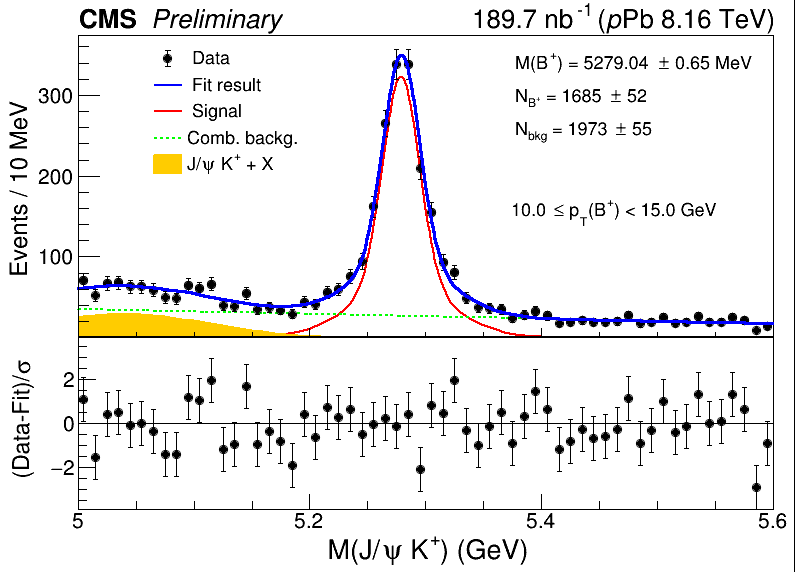 CMS Preliminary 189.7 nb⁻¹ (pPb 8.16 TeV)
Data
Fit result
Signal
Comb. backg.
J/ψ K⁺ + X
M(B⁺) = 5279.04 ± 0.65 MeV
N_B⁺ = 1685 ± 52
N_bkg = 1973 ± 55
10.0 ≤ p_T(B⁺) < 15.0 GeV
Events / 10 MeV
300
200
100
(Data-Fit)/σ
2
0
−2
5 5.2 5.4 5.6
M(J/ψ K⁺) (GeV)